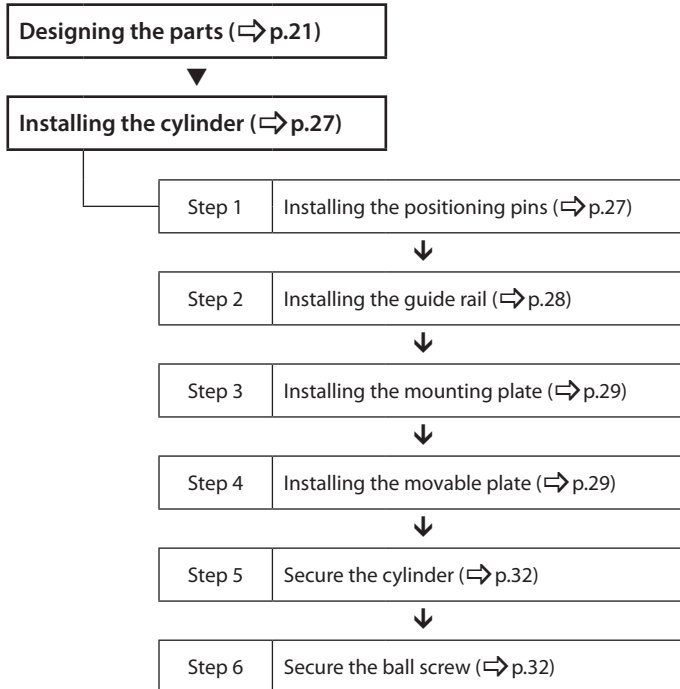 Designing the parts (⇨ p.21)
▼
Installing the cylinder (⇨ p.27)
Step 1 Installing the positioning pins (⇨ p.27)
↓
Step 2 Installing the guide rail (⇨ p.28)
↓
Step 3 Installing the mounting plate (⇨ p.29)
↓
Step 4 Installing the movable plate (⇨ p.29)
↓
Step 5 Secure the cylinder (⇨ p.32)
↓
Step 6 Secure the ball screw (⇨ p.32)